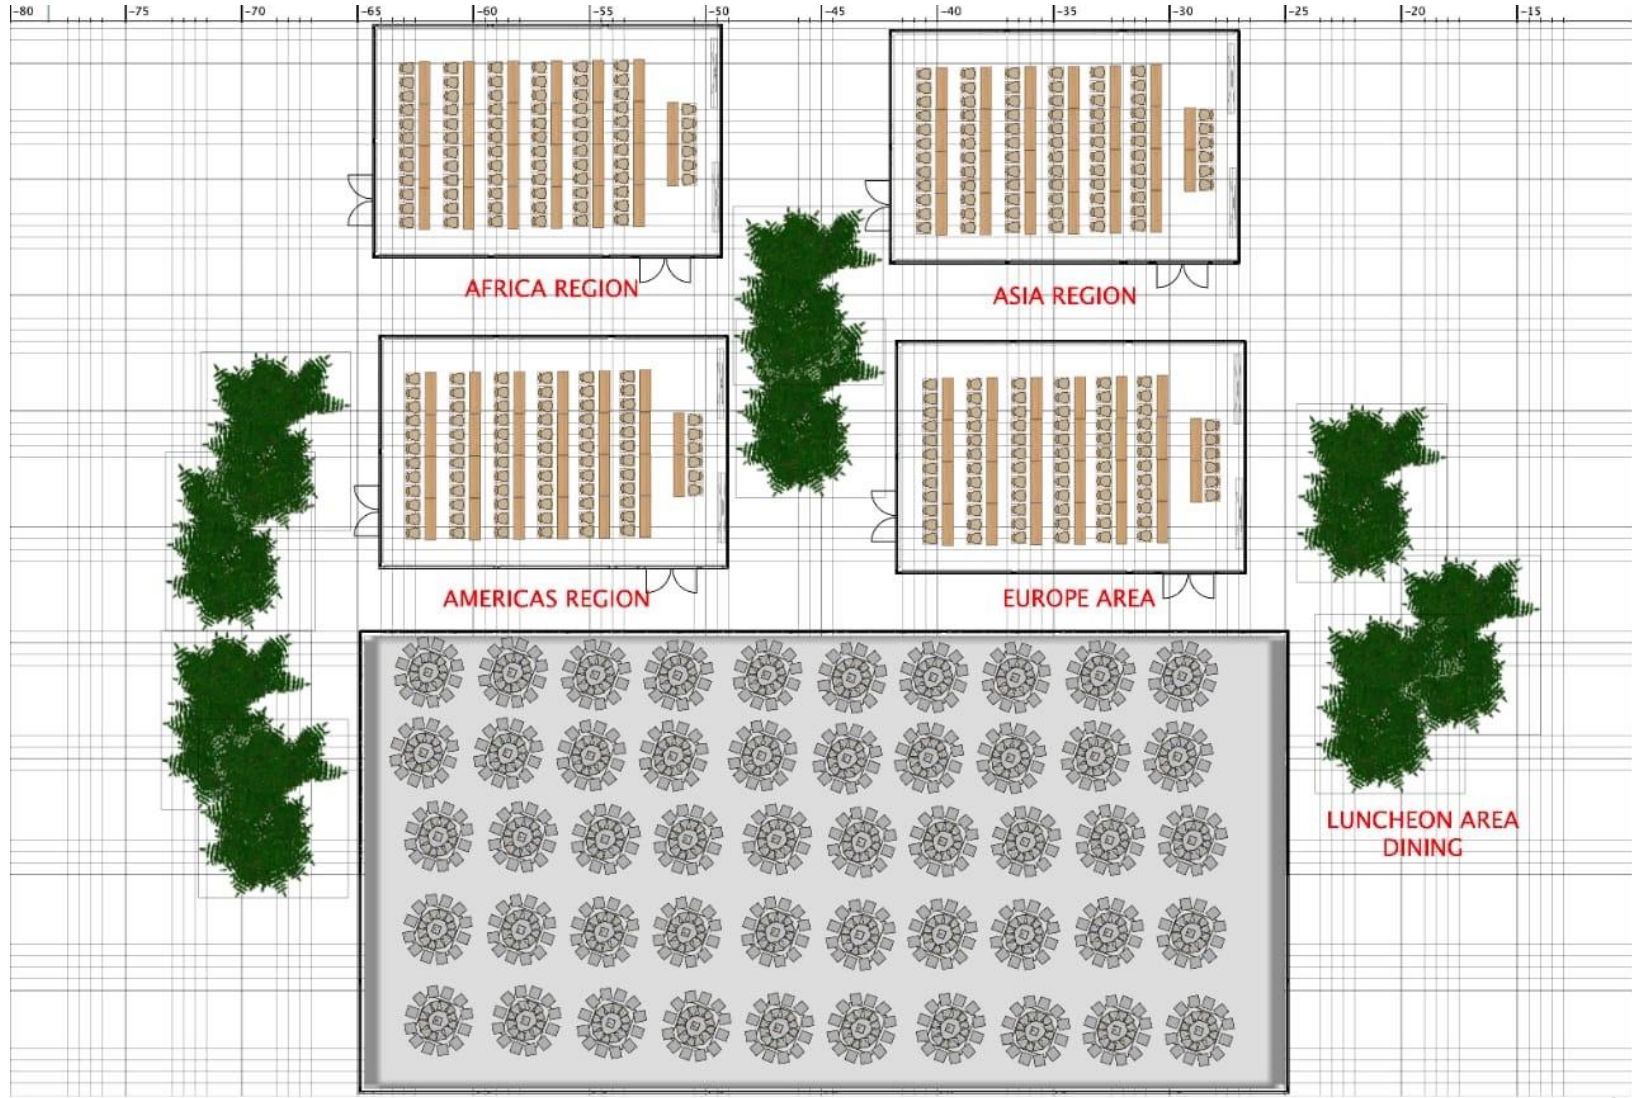 -80 -75 -70 -65 -60 -55 -50 -45 -40 -35 -30 -25 -20 -15
AFRICA REGION
ASIA REGION
AMERICAS REGION
EUROPE AREA
LUNCHEON AREA
DINING